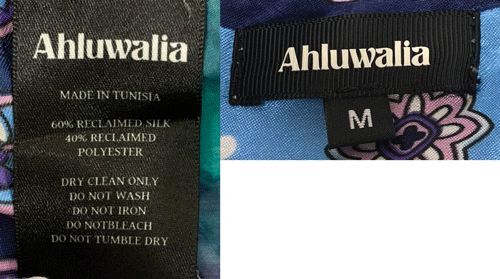 Ahluwalia
MADE IN TUNISIA
60% RECLAIMED SILK
40% RECLAIMED
POLYESTER
DRY CLEAN ONLY
DO NOT WASH
DO NOT IRON
DO NOTBLEACH
DO NOT TUMBLE DRY
Ahluwalia
M